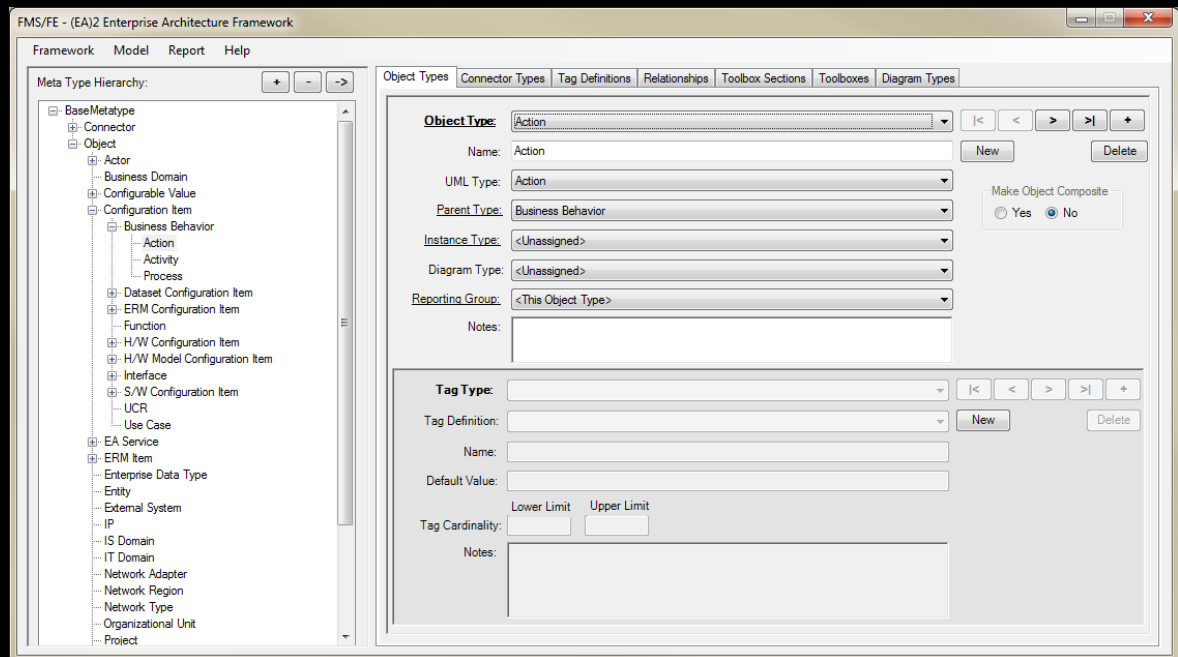 FMS/FE - (EA)2 Enterprise Architecture Framework
Framework Model Report Help
Meta Type Hierarchy: + - ->
BaseMetatype
Connector
Object
Actor
Business Domain
Configurable Value
Configuration Item
Business Behavior
Action
Activity
Process
Dataset Configuration Item
ERM Configuration Item
Function
H/W Configuration Item
H/W Model Configuration Item
Interface
S/W Configuration Item
UCR
Use Case
EA Service
ERM Item
Enterprise Data Type
Entity
External System
IP
IS Domain
IT Domain
Network Adapter
Network Region
Network Type
Organizational Unit
Project
Object Types Connector Types Tag Definitions Relationships Toolbox Sections Toolboxes Diagram Types
Object Type: Action |< < > >| +
Name: Action New Delete
UML Type: Action
Make Object Composite
Parent Type: Business Behavior Yes No
Instance Type: <Unassigned>
Diagram Type: <Unassigned>
Reporting Group: <This Object Type>
Notes:
Tag Type: |< < > >| +
Tag Definition: New Delete
Name:
Default Value:
Lower Limit Upper Limit
Tag Cardinality:
Notes: